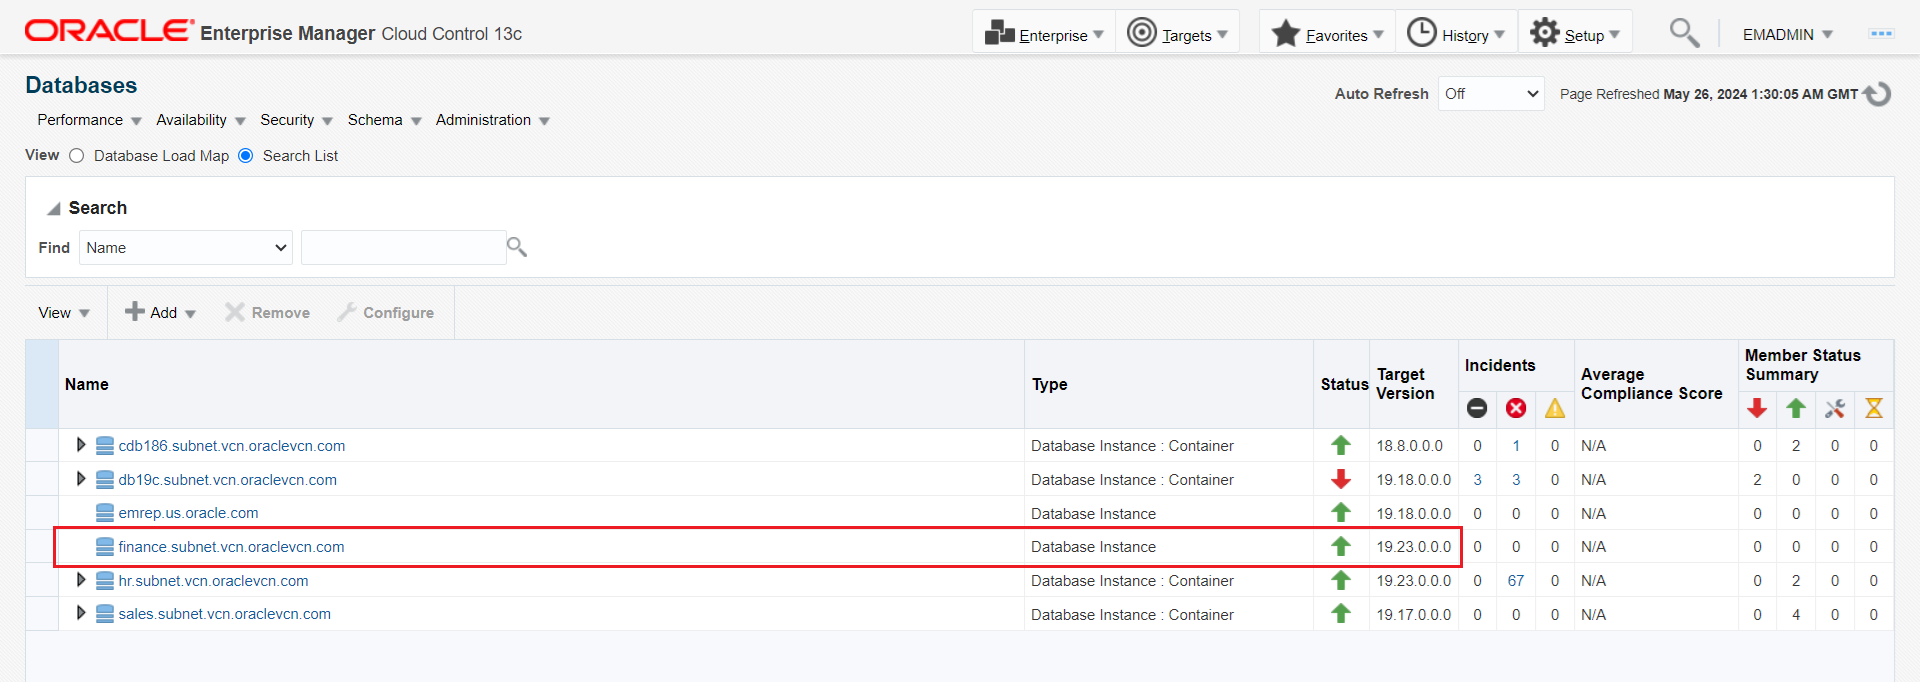 ORACLE Enterprise Manager Cloud Control 13c
Enterprise Targets Favorites History Setup EMADMIN
Databases
Auto Refresh Off Page Refreshed May 26, 2024 1:30:05 AM GMT
Performance Availability Security Schema Administration
View Database Load Map Search List
Search
Find Name
View Add Remove Configure
Name Type Status Target Version Incidents Average Compliance Score Member Status Summary
cdb186.subnet.vcn.oraclevcn.com Database Instance : Container 18.8.0.0.0 0 1 0 N/A 0 2 0 0
db19c.subnet.vcn.oraclevcn.com Database Instance : Container 19.18.0.0.0 3 3 0 N/A 2 0 0 0
emrep.us.oracle.com Database Instance 19.18.0.0.0 0 0 0 N/A 0 0 0 0
finance.subnet.vcn.oraclevcn.com Database Instance 19.23.0.0.0 0 0 0 N/A 0 0 0 0
hr.subnet.vcn.oraclevcn.com Database Instance : Container 19.23.0.0.0 0 67 0 N/A 0 2 0 0
sales.subnet.vcn.oraclevcn.com Database Instance : Container 19.17.0.0.0 0 0 0 N/A 0 4 0 0